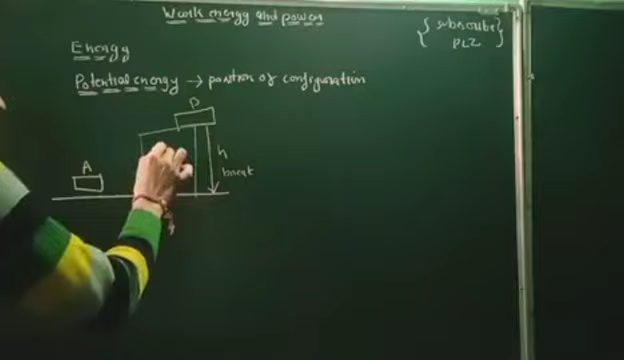 Work energy and power
{ subscribe }
PLZ
Energy
Potential energy → position of configuration
B
A
h
break